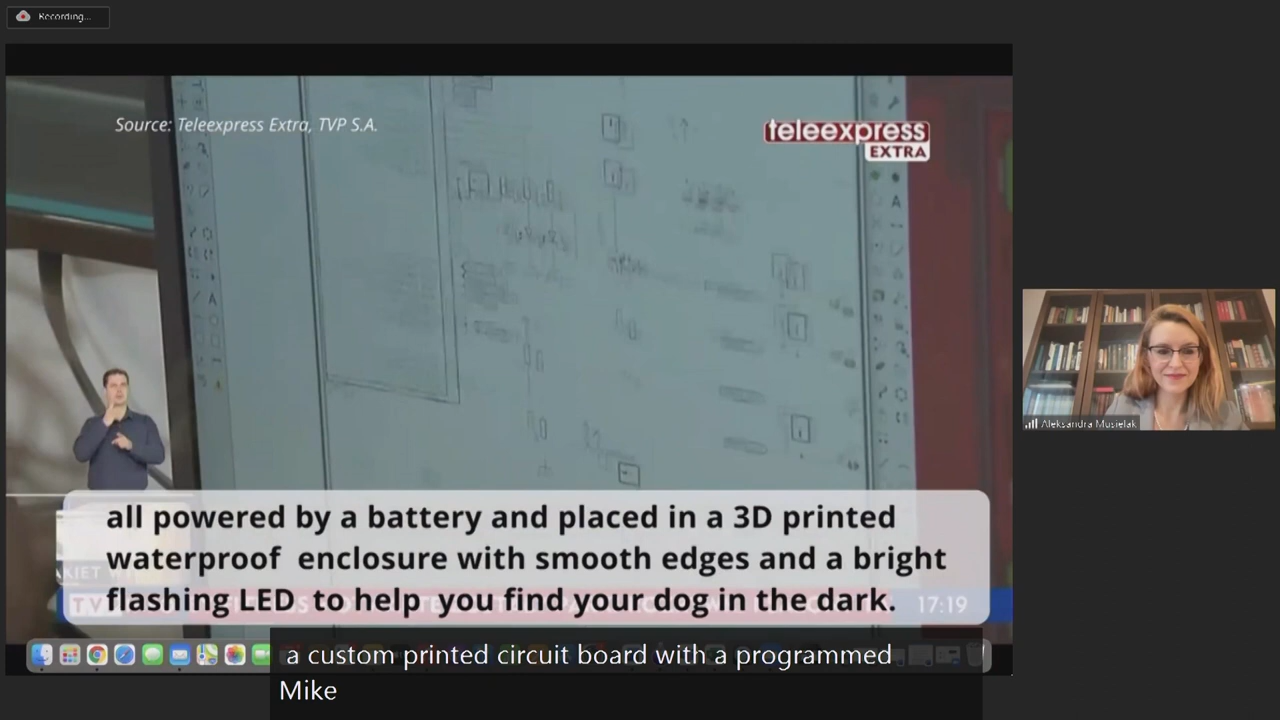 Recording...
Source: Teleexpress Extra, TVP S.A.
teleexpress
EXTRA
all powered by a battery and placed in a 3D printed
waterproof enclosure with smooth edges and a bright
flashing LED to help you find your dog in the dark.
17:19
a custom printed circuit board with a programmed
Mike
Aleksandra Musielak